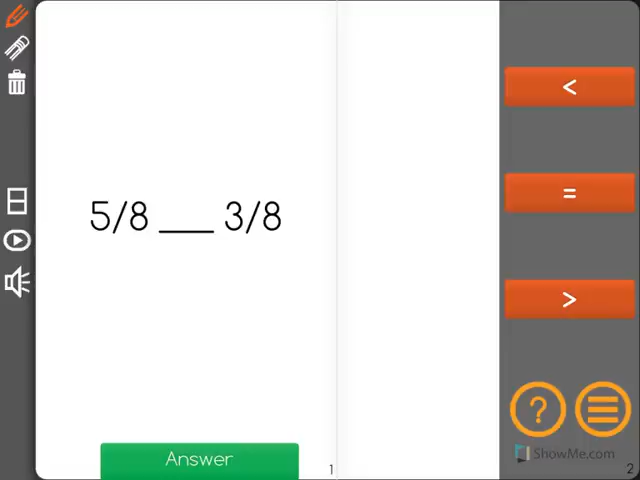 <
=
5/8 ___ 3/8
>
?
Answer
ShowMe.com
1
2